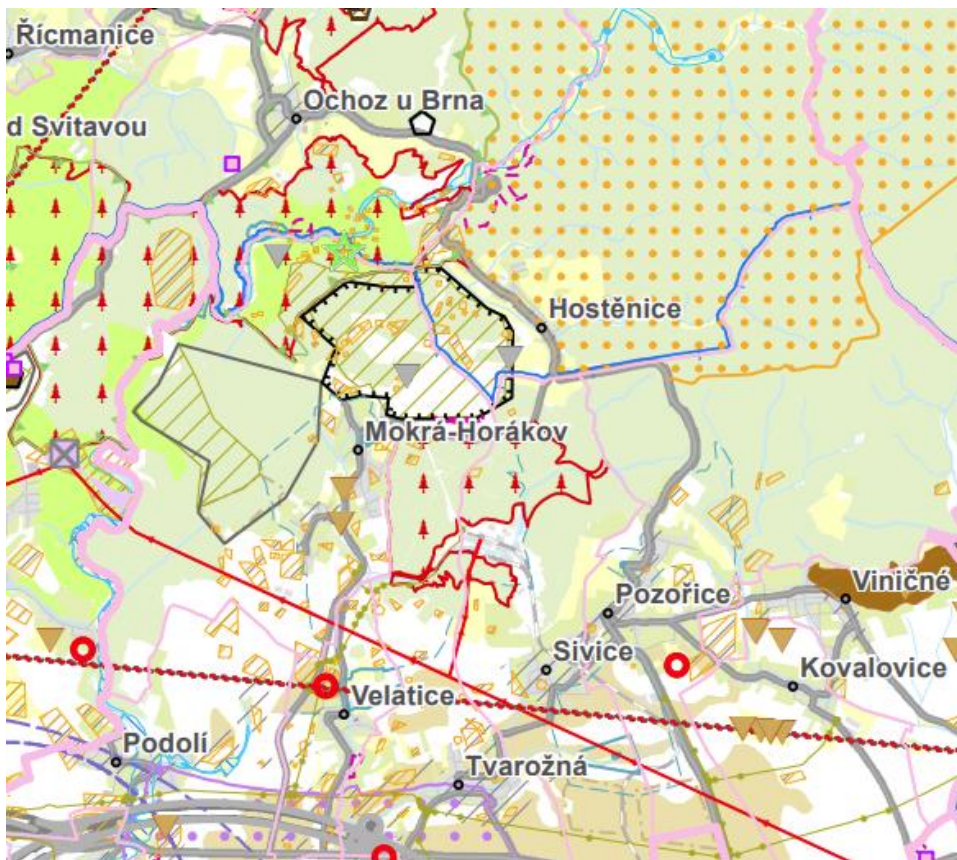 Řícmanice
Ochoz u Brna
d Svitavou
Hostěnice
Mokrá-Horákov
Viničné
Pozořice
Sivice
Kovalovice
Velatice
Podolí
Tvarožná